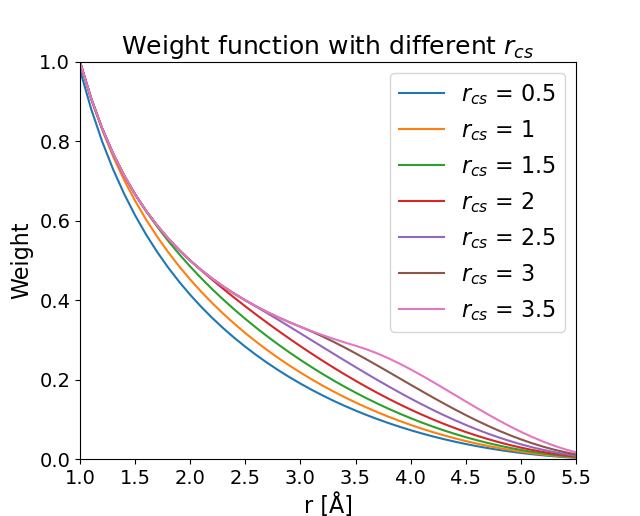 Weight function with different r_cs
1.0
0.8
0.6
0.4
0.2
0.0
Weight
r_cs = 0.5
r_cs = 1
r_cs = 1.5
r_cs = 2
r_cs = 2.5
r_cs = 3
r_cs = 3.5
1.0 1.5 2.0 2.5 3.0 3.5 4.0 4.5 5.0 5.5
r [Å]